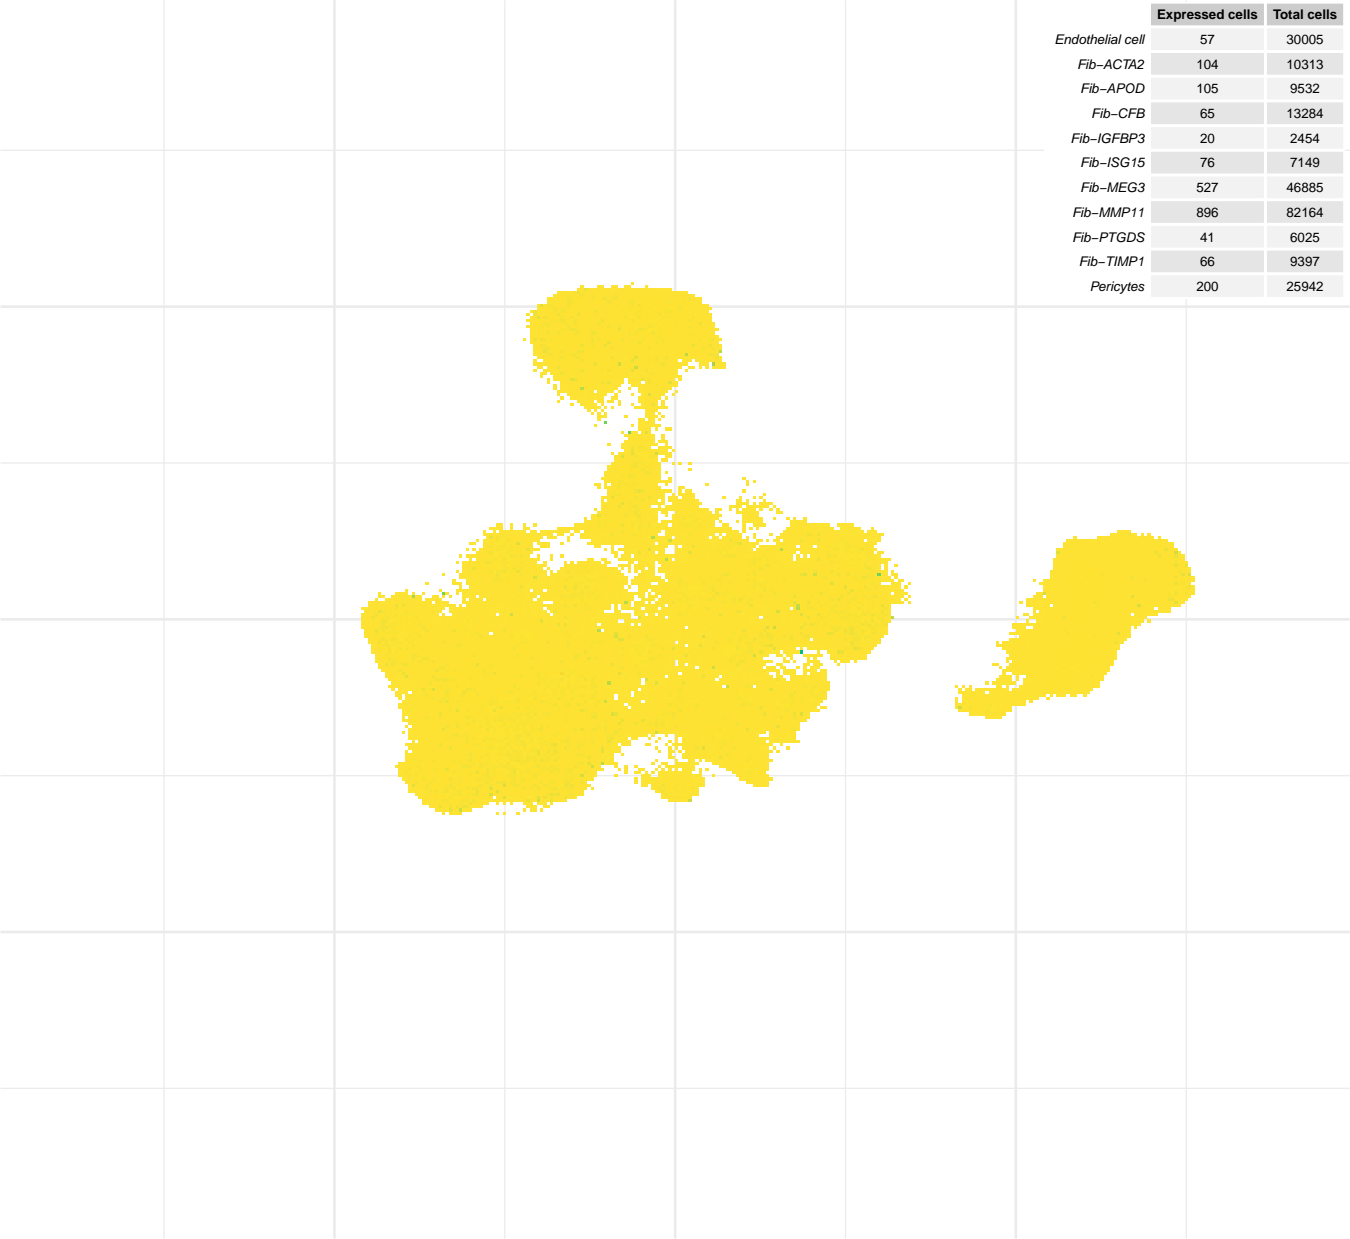 Expressed cells Total cells
Endothelial cell 57 30005
Fib−ACTA2 104 10313
Fib−APOD 105 9532
Fib−CFB 65 13284
Fib−IGFBP3 20 2454
Fib−ISG15 76 7149
Fib−MEG3 527 46885
Fib−MMP11 896 82164
Fib−PTGDS 41 6025
Fib−TIMP1 66 9397
Pericytes 200 25942